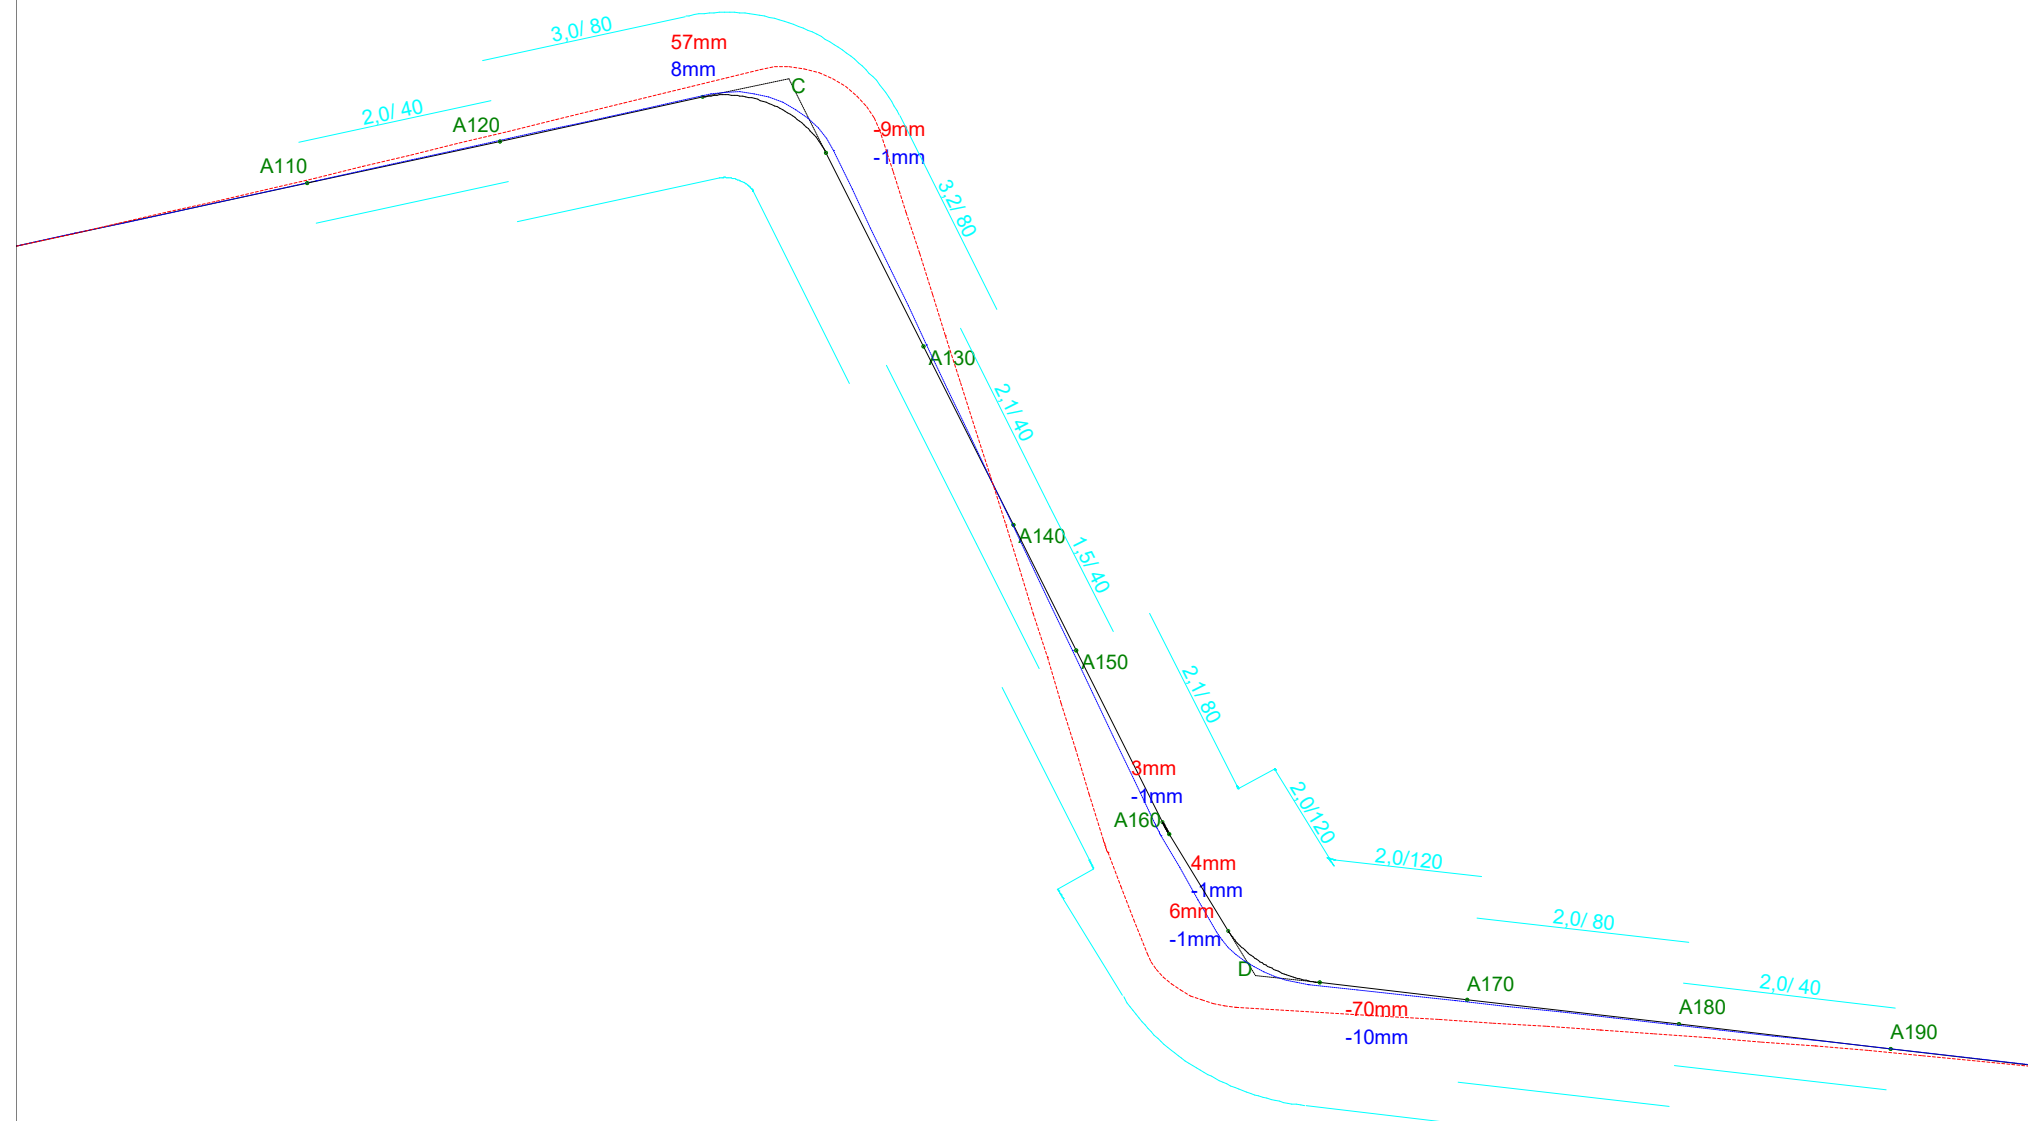 3,0/ 80
57mm
8mm
C
2,0/ 40
A120
A110
-9mm
-1mm
3,2/ 80
A130
2,1/ 40
A140
1,5/ 40
A150
2,1/ 80
3mm
-1mm
A160
2,0/120
4mm
-1mm
2,0/120
6mm
-1mm
2,0/ 80
D
A170
2,0/ 40
-70mm
-10mm
A180
A190